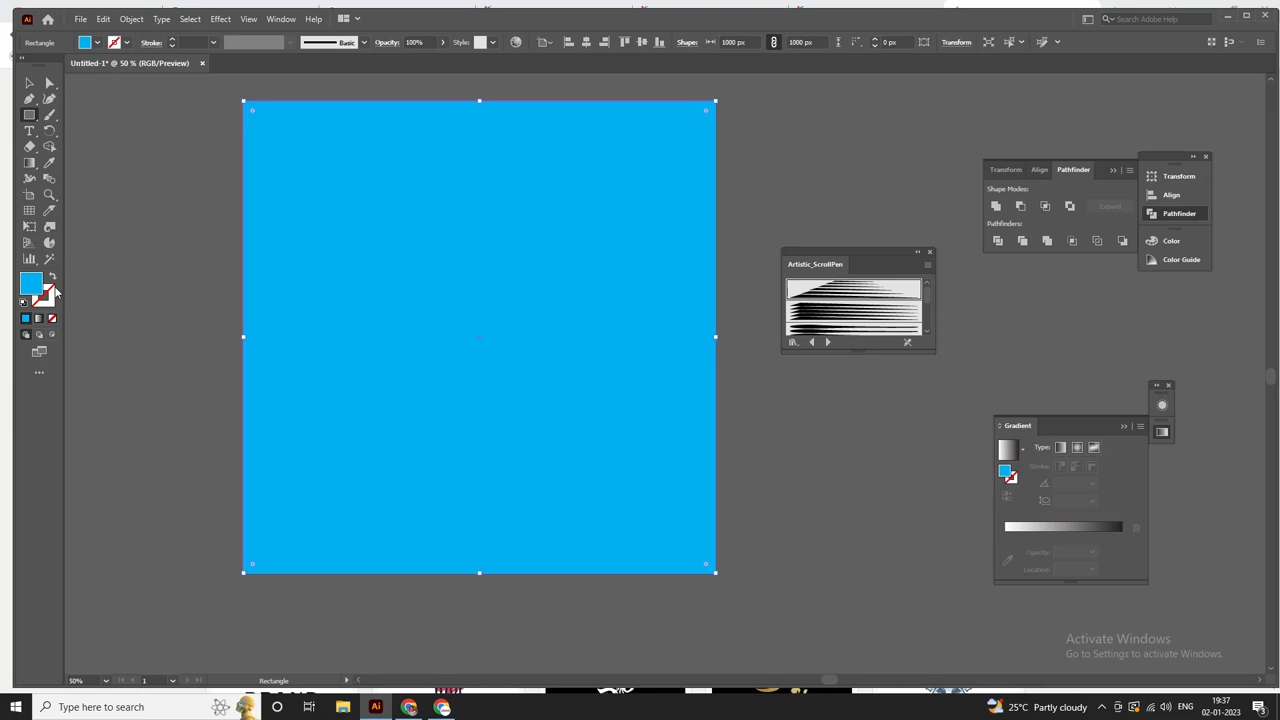 File Edit Object Type Select Effect View Window Help
Search Adobe Help
Rectangle Stroke: Basic Opacity: 100% Style: Shape: 1000 px 1000 px 0 px Transform
Untitled-1* @ 50 % (RGB/Preview)
Transform Align Pathfinder
Shape Modes:
Expand
Pathfinders:
Transform
Align
Pathfinder
Color
Color Guide
Artistic_ScrollPen
Gradient
Type:
Stroke:
Opacity:
Location:
Activate Windows
Go to Settings to activate Windows.
50% 1 Rectangle
Type here to search
25°C Partly cloudy
ENG
19:37
02-01-2023